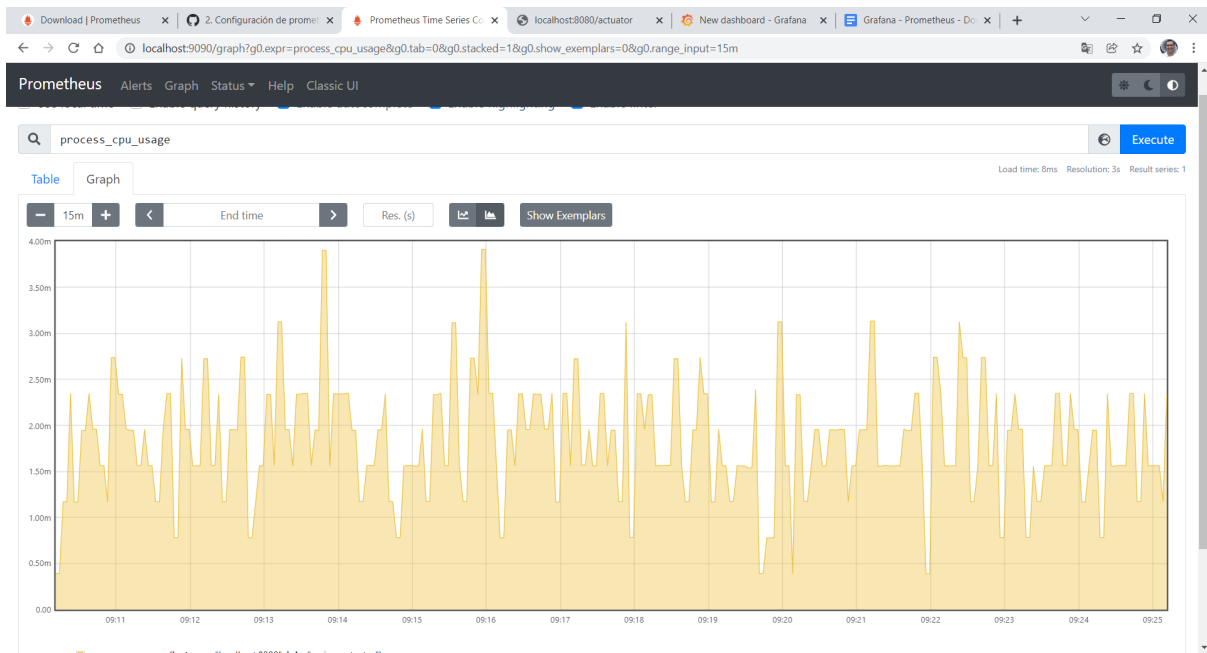 Download | Prometheus
2. Configuración de promet
Prometheus Time Series Co
localhost:8080/actuator
New dashboard - Grafana
Grafana - Prometheus - Do
localhost:9090/graph?g0.expr=process_cpu_usage&g0.tab=0&g0.stacked=1&g0.show_exemplars=0&g0.range_input=15m
Prometheus Alerts Graph Status Help Classic UI
process_cpu_usage
Execute
Load time: 8ms Resolution: 3s Result series: 1
Table Graph
15m
End time
Res. (s)
Show Exemplars
4.00m
3.50m
3.00m
2.50m
2.00m
1.50m
1.00m
0.50m
0.00
09:11 09:12 09:13 09:14 09:15 09:16 09:17 09:18 09:19 09:20 09:21 09:22 09:23 09:24 09:25